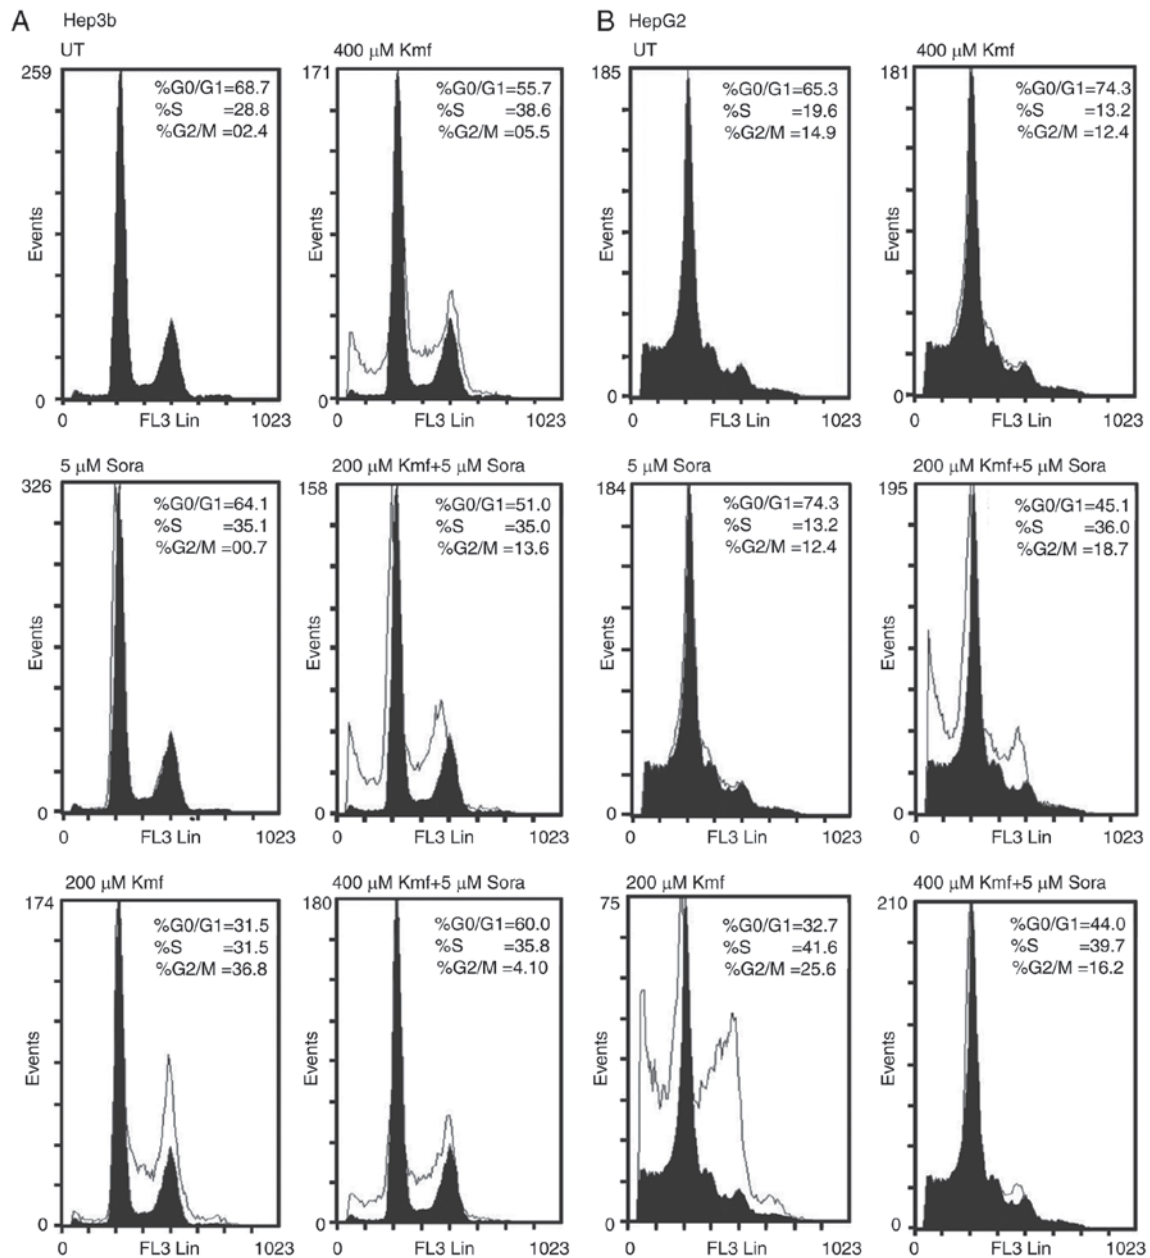 A Hep3b
UT
259
%G0/G1=68.7
%S =28.8
%G2/M =02.4
Events
0
0 FL3 Lin 1023
400 μM Kmf
171
%G0/G1=55.7
%S =38.6
%G2/M =05.5
Events
0
0 FL3 Lin 1023
5 μM Sora
326
%G0/G1=64.1
%S =35.1
%G2/M =00.7
Events
0
0 FL3 Lin 1023
200 μM Kmf+5 μM Sora
158
%G0/G1=51.0
%S =35.0
%G2/M =13.6
Events
0
0 FL3 Lin 1023
200 μM Kmf
174
%G0/G1=31.5
%S =31.5
%G2/M =36.8
Events
0
0 FL3 Lin 1023
400 μM Kmf+5 μM Sora
180
%G0/G1=60.0
%S =35.8
%G2/M =4.10
Events
0
0 FL3 Lin 1023
B HepG2
UT
185
%G0/G1=65.3
%S =19.6
%G2/M =14.9
Events
0
0 FL3 Lin 1023
400 μM Kmf
181
%G0/G1=74.3
%S =13.2
%G2/M =12.4
Events
0
0 FL3 Lin 1023
5 μM Sora
184
%G0/G1=74.3
%S =13.2
%G2/M =12.4
Events
0
0 FL3 Lin 1023
200 μM Kmf+5 μM Sora
195
%G0/G1=45.1
%S =36.0
%G2/M =18.7
Events
0
0 FL3 Lin 1023
200 μM Kmf
75
%G0/G1=32.7
%S =41.6
%G2/M =25.6
Events
0
0 FL3 Lin 1023
400 μM Kmf+5 μM Sora
210
%G0/G1=44.0
%S =39.7
%G2/M =16.2
Events
0
0 FL3 Lin 1023